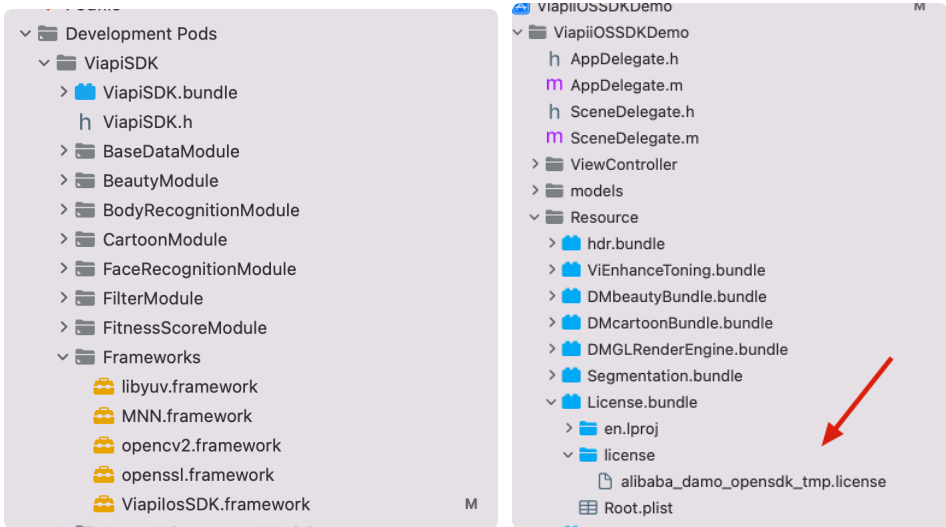 Podfile
Development Pods
ViapiSDK
ViapiSDK.bundle
h ViapiSDK.h
BaseDataModule
BeautyModule
BodyRecognitionModule
CartoonModule
FaceRecognitionModule
FilterModule
FitnessScoreModule
Frameworks
libyuv.framework
MNN.framework
opencv2.framework
openssl.framework
ViapiIosSDK.framework M
ViapiIOSSDKDemo M
ViapiiOSSDKDemo
h AppDelegate.h
m AppDelegate.m
h SceneDelegate.h
m SceneDelegate.m
ViewController
models
Resource
hdr.bundle
ViEnhanceToning.bundle
DMbeautyBundle.bundle
DMcartoonBundle.bundle
DMGLRenderEngine.bundle
Segmentation.bundle
License.bundle
en.lproj
license
alibaba_damo_opensdk_tmp.license
Root.plist